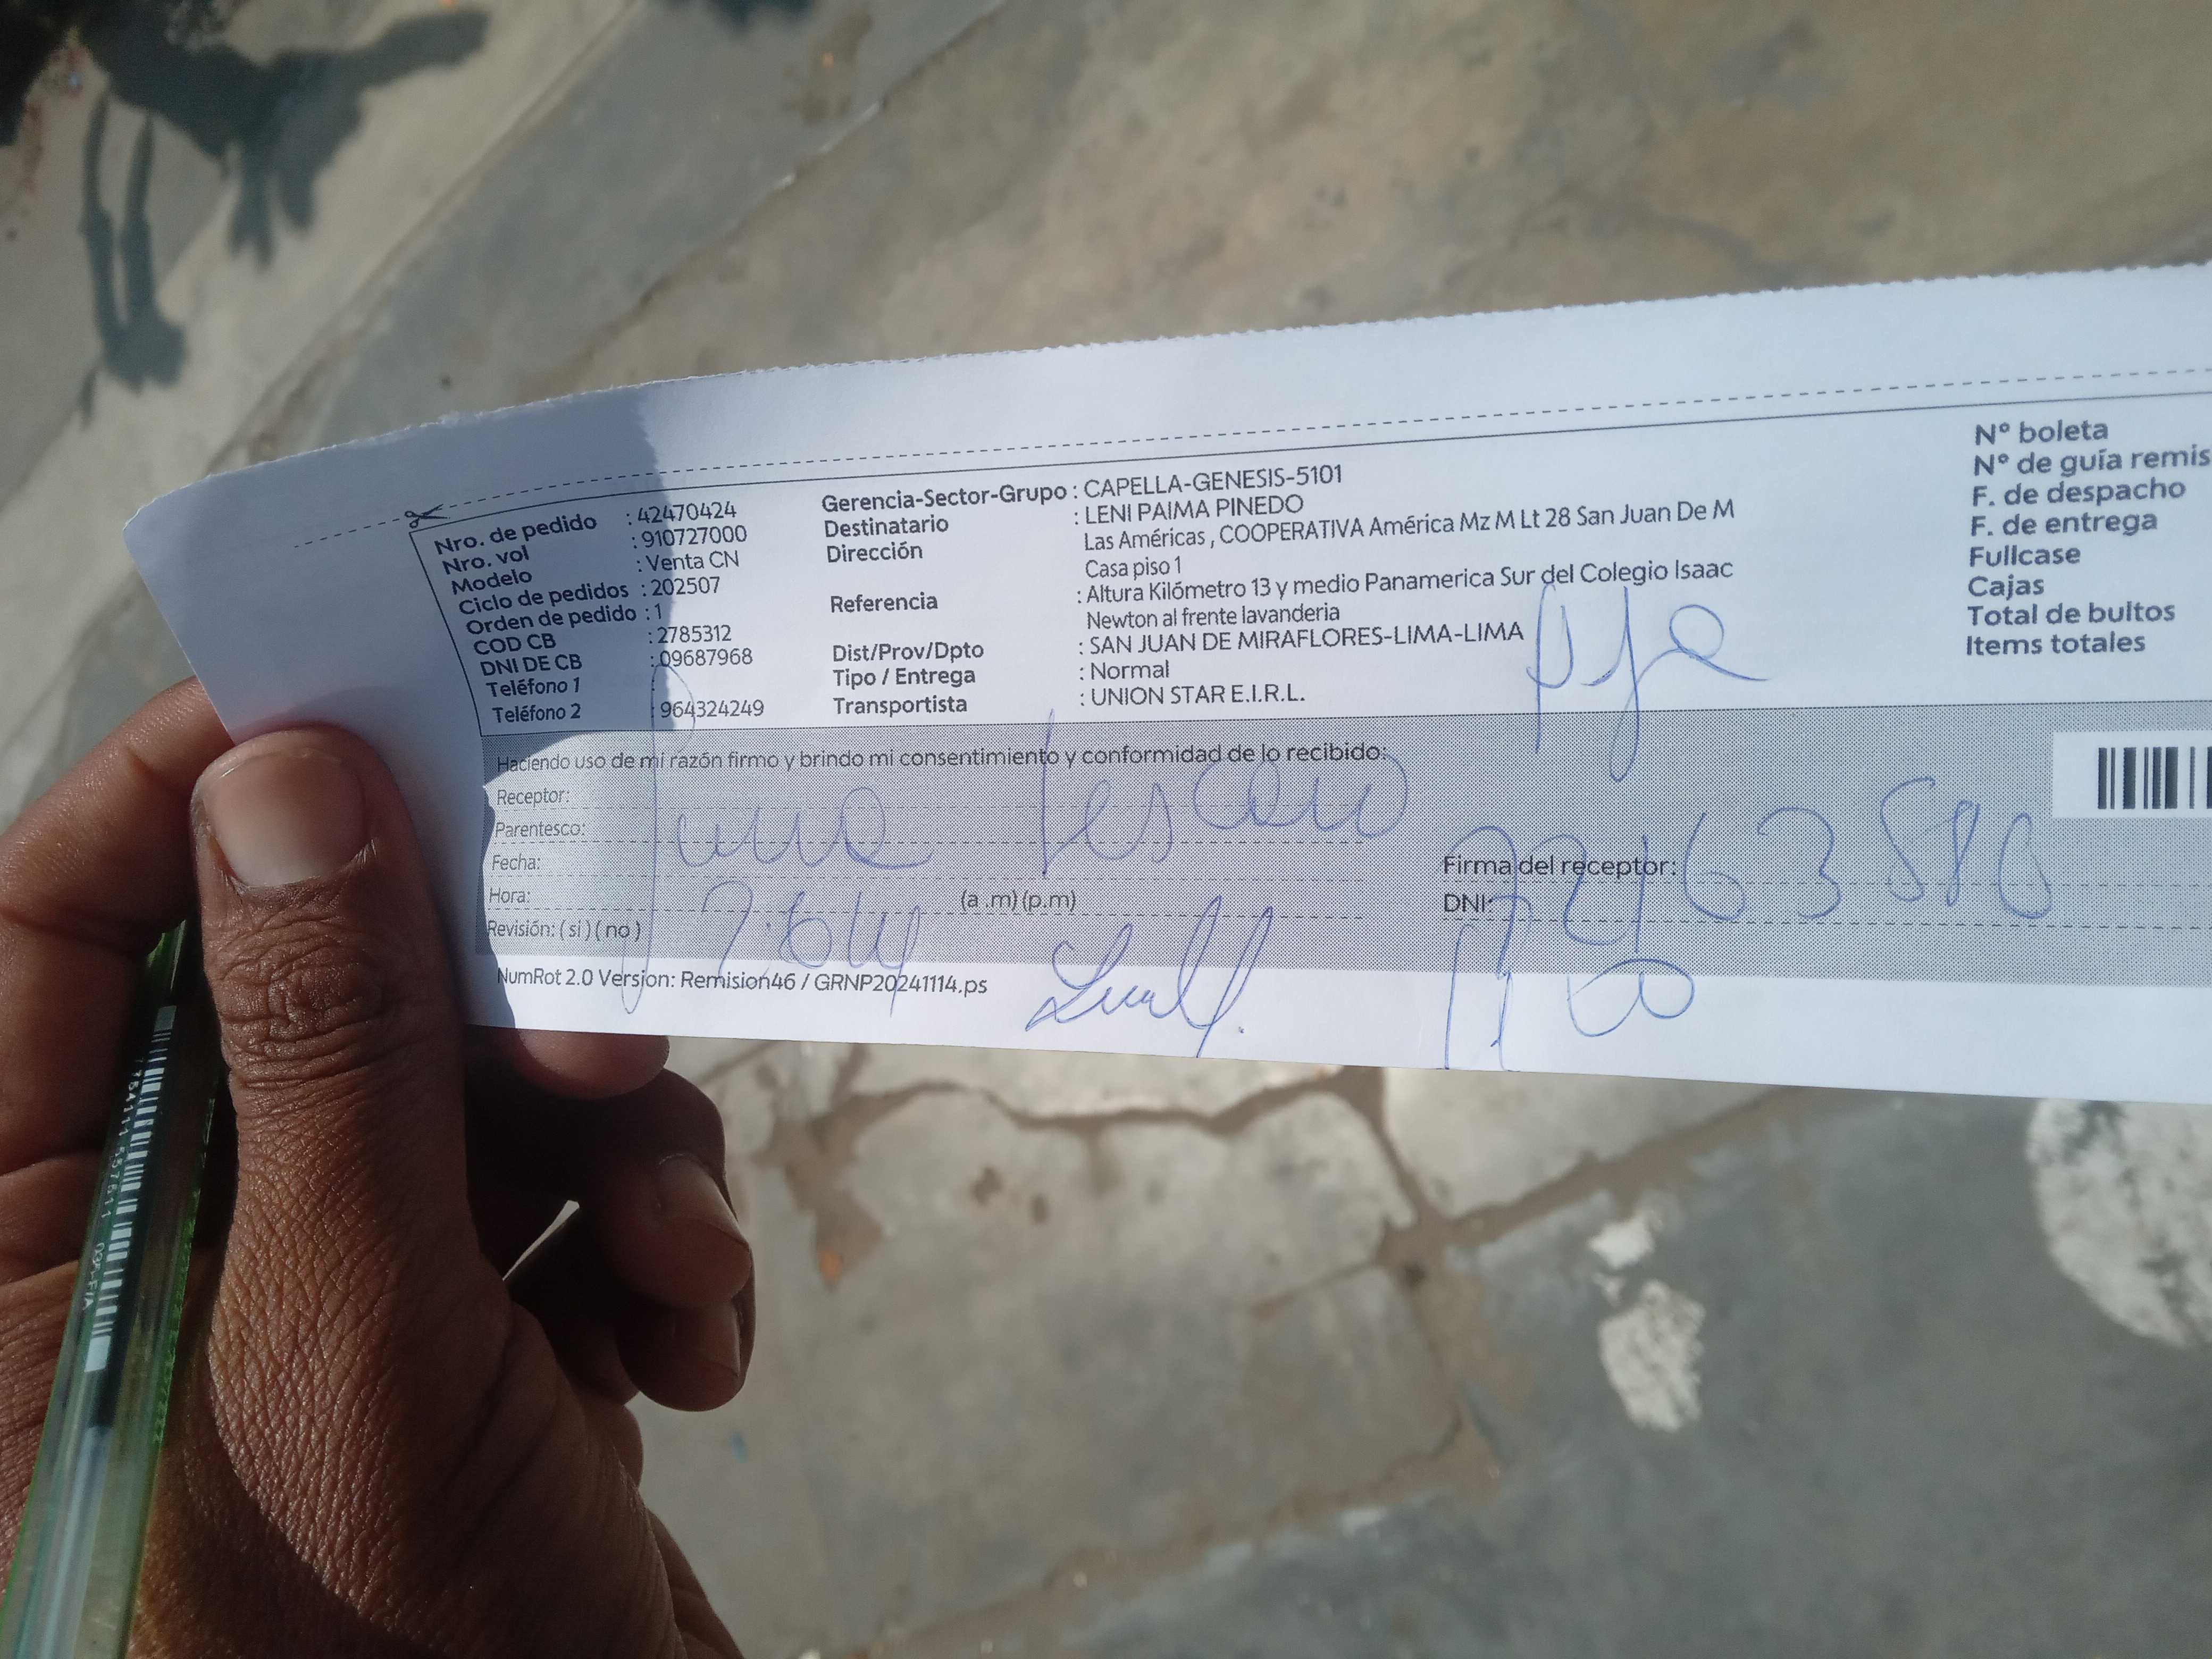 Nro. de pedido : 42470424
Nro. vol : 910727000
Modelo : Venta CN
Ciclo de pedidos : 202507
Orden de pedido : 1
COD CB : 2785312
DNI DE CB : 09687968
Teléfono 1 :
Teléfono 2 : 964324249
Gerencia-Sector-Grupo : CAPELLA-GENESIS-5101
Destinatario : LENI PAIMA PINEDO
Dirección Las Américas , COOPERATIVA América Mz M Lt 28 San Juan De M
Casa piso 1
Referencia : Altura Kilómetro 13 y medio Panamerica Sur del Colegio Isaac
Newton al frente lavanderia
Dist/Prov/Dpto : SAN JUAN DE MIRAFLORES-LIMA-LIMA
Tipo / Entrega : Normal
Transportista : UNION STAR E.I.R.L.
N° boleta
N° de guía remis
F. de despacho
F. de entrega
Fullcase
Cajas
Total de bultos
Items totales
Haciendo uso de mi razón firmo y brindo mi consentimiento y conformidad de lo recibido:
Receptor:
Parentesco:
Fecha:
Hora: (a .m) (p.m)
Revisión: ( si ) ( no )
Firma del receptor:
DNI:
NumRot 2.0 Version: Remision46 / GRNP20241114.ps